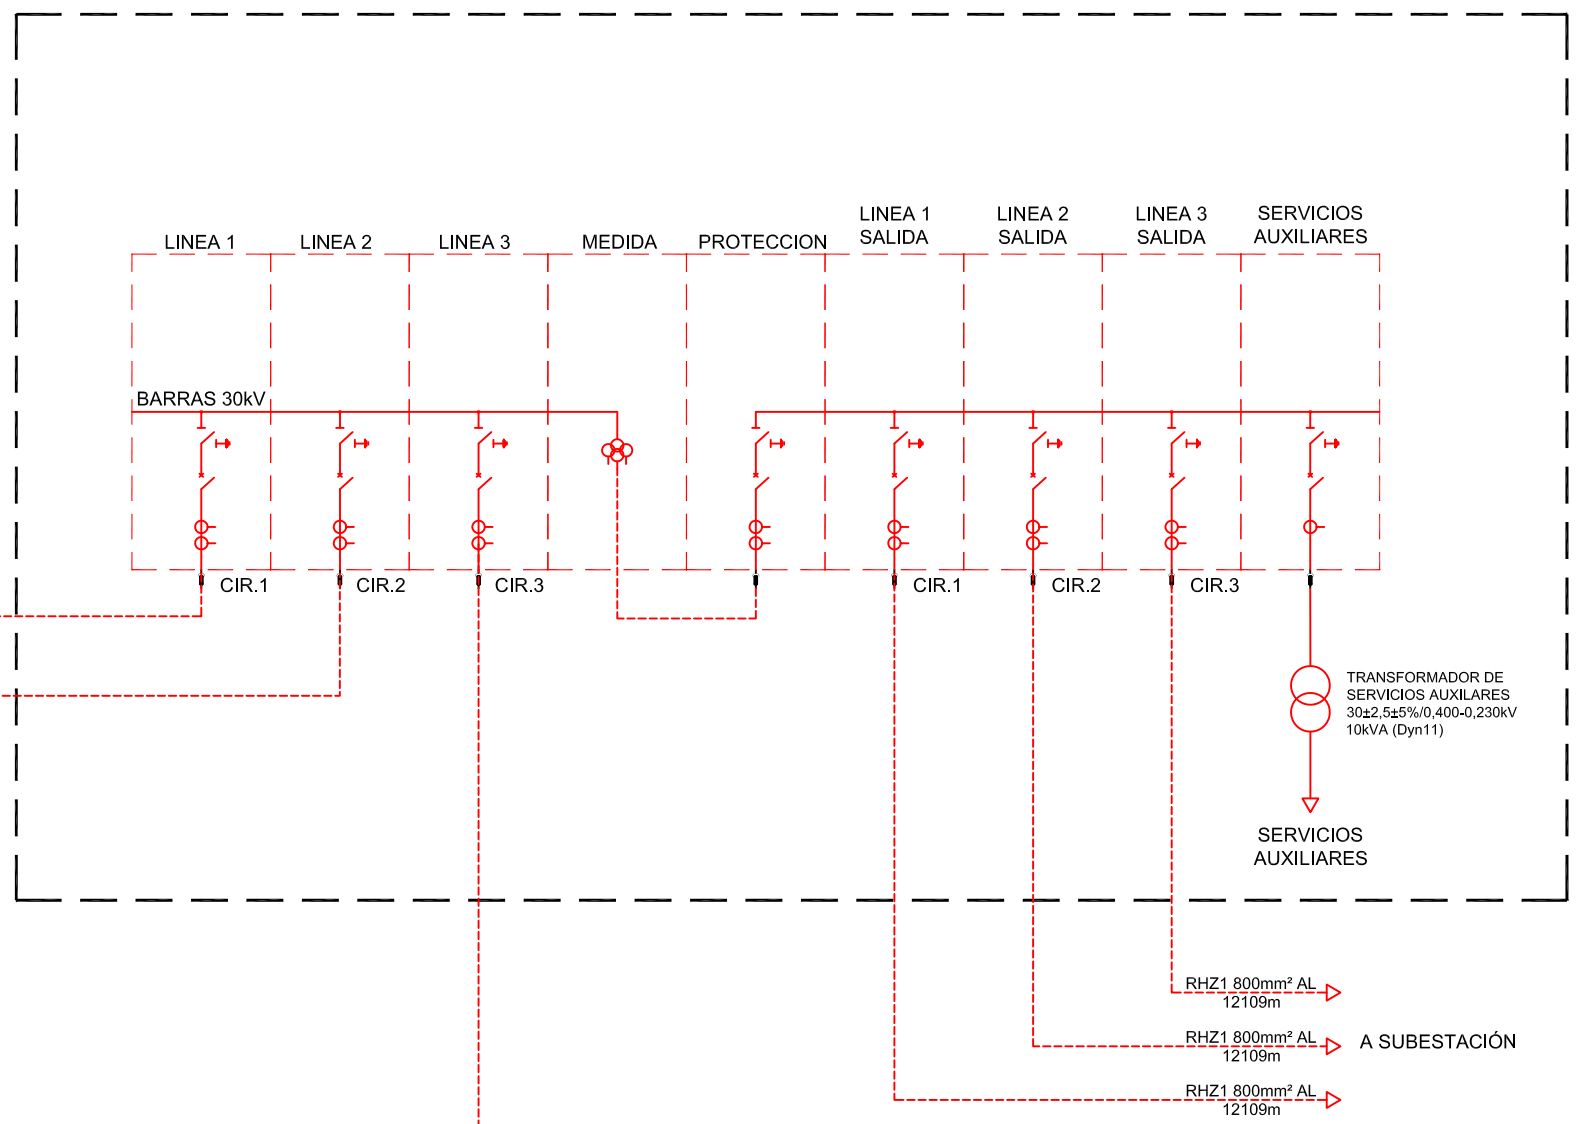 LINEA 1
LINEA 2
LINEA 3
MEDIDA
PROTECCION
LINEA 1
SALIDA
LINEA 2
SALIDA
LINEA 3
SALIDA
SERVICIOS
AUXILIARES
BARRAS 30kV
CIR.1
CIR.2
CIR.3
CIR.1
CIR.2
CIR.3
TRANSFORMADOR DE
SERVICIOS AUXILARES
30±2,5±5%/0,400-0,230kV
10kVA (Dyn11)
SERVICIOS
AUXILIARES
RHZ1 800mm² AL
12109m
RHZ1 800mm² AL
12109m
A SUBESTACIÓN
RHZ1 800mm² AL
12109m